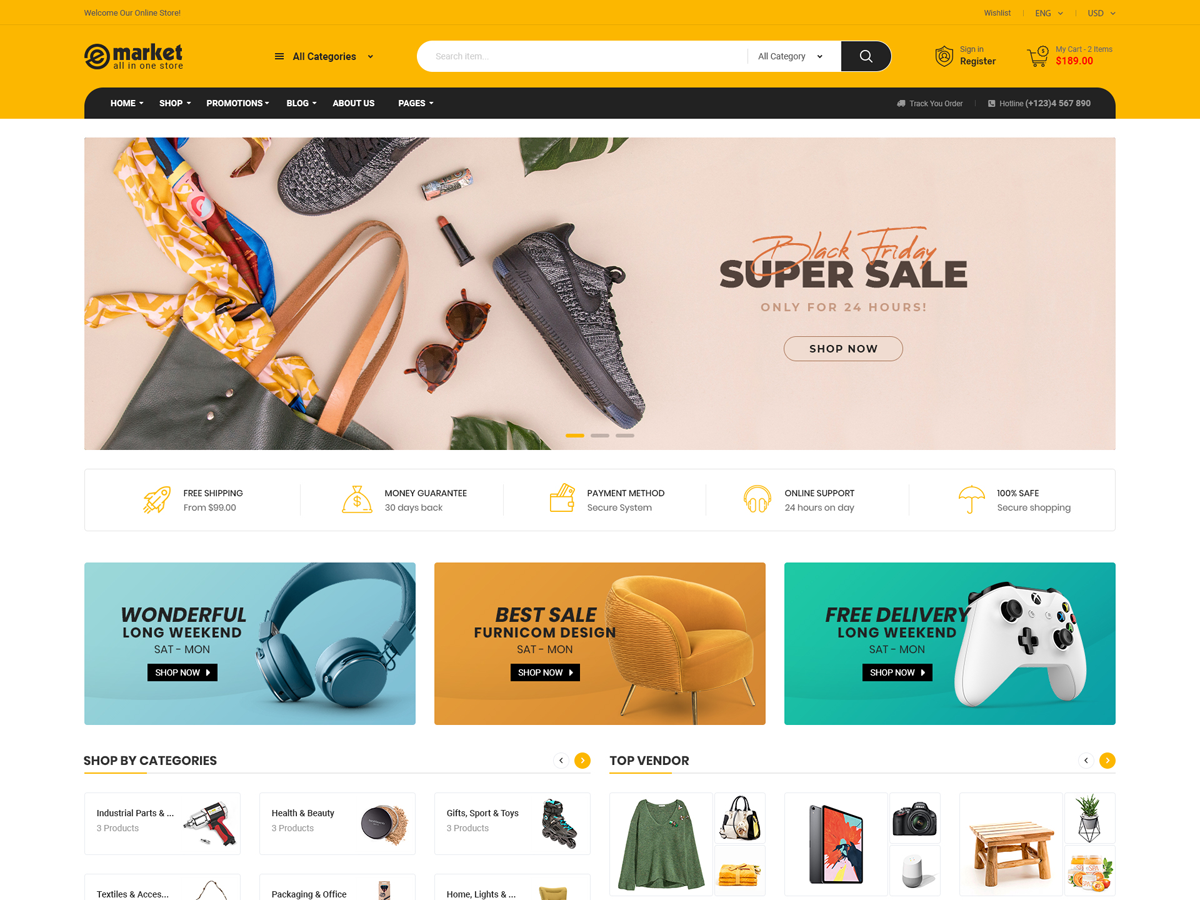 Welcome Our Online Store!
Wishlist
ENG
USD
e market
all in one store
All Categories
Search Item...
All Category
Sign in
Register
$
My Cart - 2 Items
$189.00
HOME
SHOP
PROMOTIONS
BLOG
ABOUT US
PAGES
Track You Order
Hotline (+123)4 567 890
Black Friday
SUPER SALE
ONLY FOR 24 HOURS!
SHOP NOW
FREE SHIPPING
From $99.00
$
MONEY GUARANTEE
30 days back
PAYMENT METHOD
Secure System
ONLINE SUPPORT
24 hours on day
100% SAFE
Secure shopping
WONDERFUL
LONG WEEKEND
SAT - MON
SHOP NOW
BEST SALE
FURNICOM DESIGN
SAT - MON
SHOP NOW
FREE DELIVERY
LONG WEEKEND
SAT - MON
SHOP NOW
SHOP BY CATEGORIES
TOP VENDOR
Industrial Parts & ...
3 Products
Health & Beauty
3 Products
Gifts, Sport & Toys
3 Products
Textiles & Acces...
Packaging & Office
Home, Lights & ...